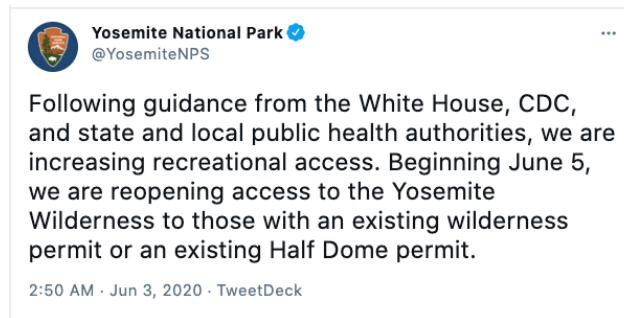 Yosemite National Park
@YosemiteNPS
Following guidance from the White House, CDC,
and state and local public health authorities, we are
increasing recreational access. Beginning June 5,
we are reopening access to the Yosemite
Wilderness to those with an existing wilderness
permit or an existing Half Dome permit.
2:50 AM · Jun 3, 2020 · TweetDeck